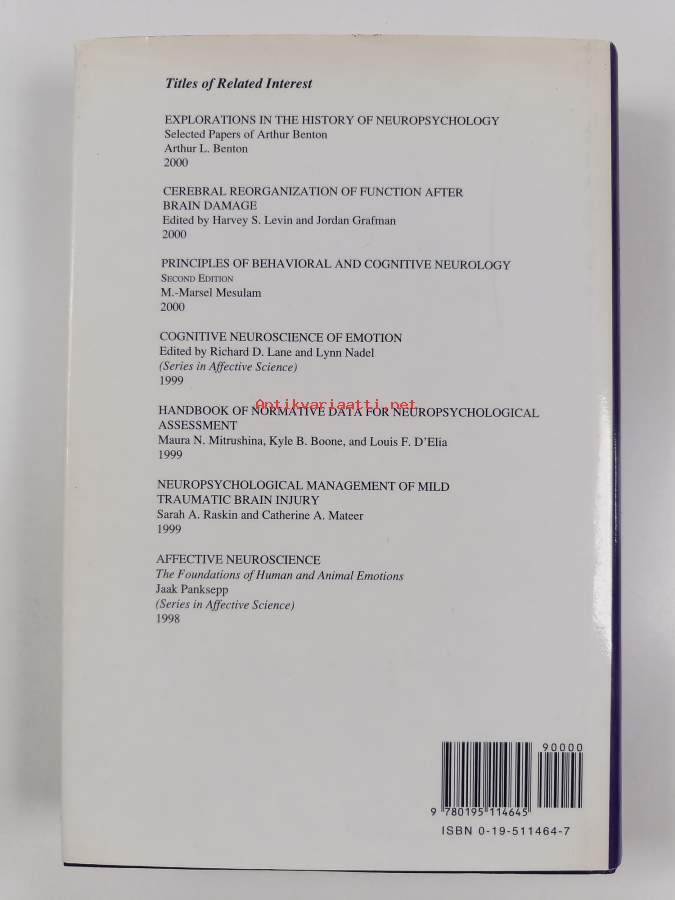 Titles of Related Interest
EXPLORATIONS IN THE HISTORY OF NEUROPSYCHOLOGY
Selected Papers of Arthur Benton
Arthur L. Benton
2000
CEREBRAL REORGANIZATION OF FUNCTION AFTER
BRAIN DAMAGE
Edited by Harvey S. Levin and Jordan Grafman
2000
PRINCIPLES OF BEHAVIORAL AND COGNITIVE NEUROLOGY
SECOND EDITION
M.-Marsel Mesulam
2000
COGNITIVE NEUROSCIENCE OF EMOTION
Edited by Richard D. Lane and Lynn Nadel
(Series in Affective Science)
1999
Antikvariaatti.net
HANDBOOK OF NORMATIVE DATA FOR NEUROPSYCHOLOGICAL
ASSESSMENT
Maura N. Mitrushina, Kyle B. Boone, and Louis F. D'Elia
1999
NEUROPSYCHOLOGICAL MANAGEMENT OF MILD
TRAUMATIC BRAIN INJURY
Sarah A. Raskin and Catherine A. Mateer
1999
AFFECTIVE NEUROSCIENCE
The Foundations of Human and Animal Emotions
Jaak Panksepp
(Series in Affective Science)
1998
90000
9 780195 114645
ISBN 0-19-511464-7